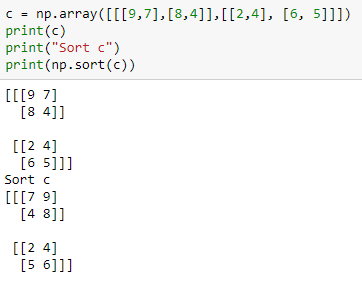 c = np.array([[[9,7],[8,4]],[[2,4], [6, 5]]])
print(c)
print("Sort c")
print(np.sort(c))
[[[9 7]
  [8 4]]

 [[2 4]
  [6 5]]]
Sort c
[[[7 9]
  [4 8]]

 [[2 4]
  [5 6]]]